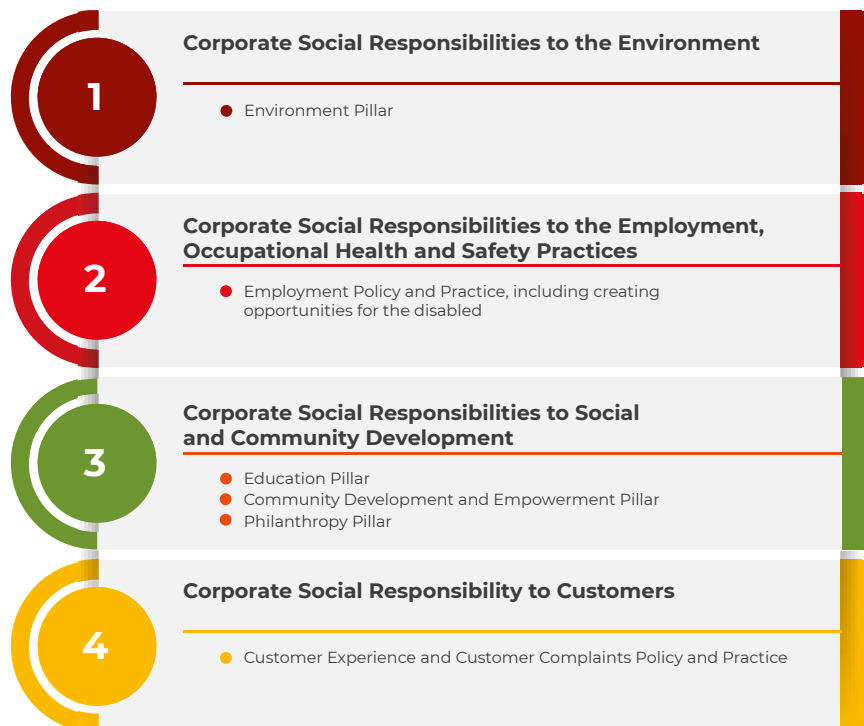 1
Corporate Social Responsibilities to the Environment
Environment Pillar
2
Corporate Social Responsibilities to the Employment,
Occupational Health and Safety Practices
Employment Policy and Practice, including creating
opportunities for the disabled
3
Corporate Social Responsibilities to Social
and Community Development
Education Pillar
Community Development and Empowerment Pillar
Philanthropy Pillar
4
Corporate Social Responsibility to Customers
Customer Experience and Customer Complaints Policy and Practice